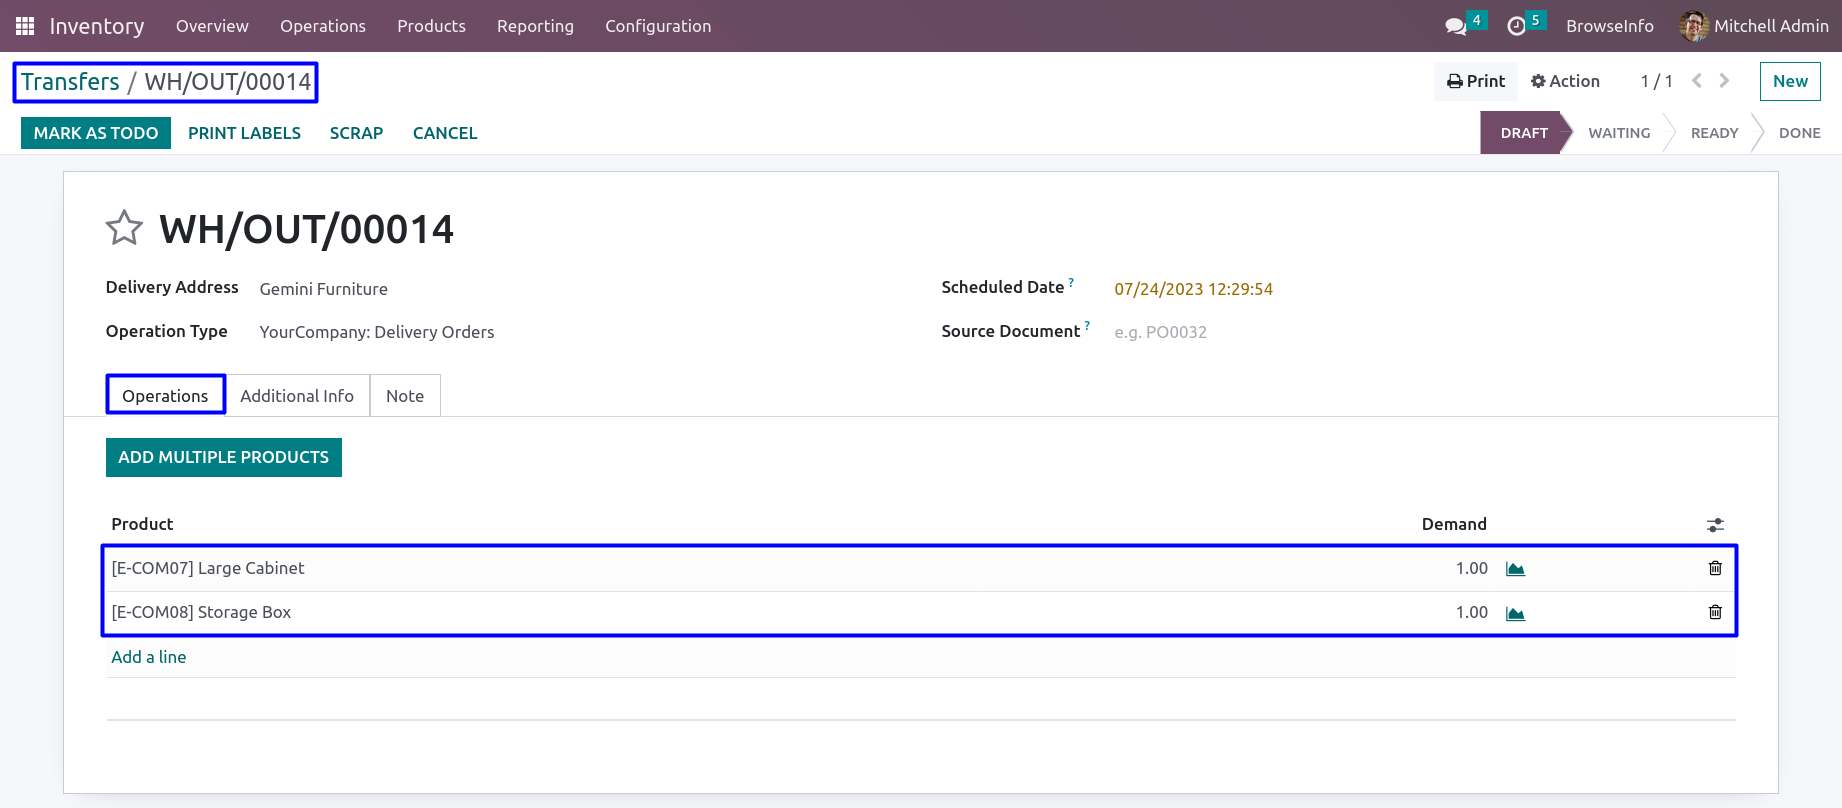 Inventory Overview Operations Products Reporting Configuration 4 5 BrowseInfo Mitchell Admin
Transfers / WH/OUT/00014 Print Action 1 / 1 New
MARK AS TODO PRINT LABELS SCRAP CANCEL DRAFT WAITING READY DONE
WH/OUT/00014
Delivery Address Gemini Furniture Scheduled Date ? 07/24/2023 12:29:54
Operation Type YourCompany: Delivery Orders Source Document ? e.g. PO0032
Operations Additional Info Note
ADD MULTIPLE PRODUCTS
Product Demand
[E-COM07] Large Cabinet 1.00
[E-COM08] Storage Box 1.00
Add a line